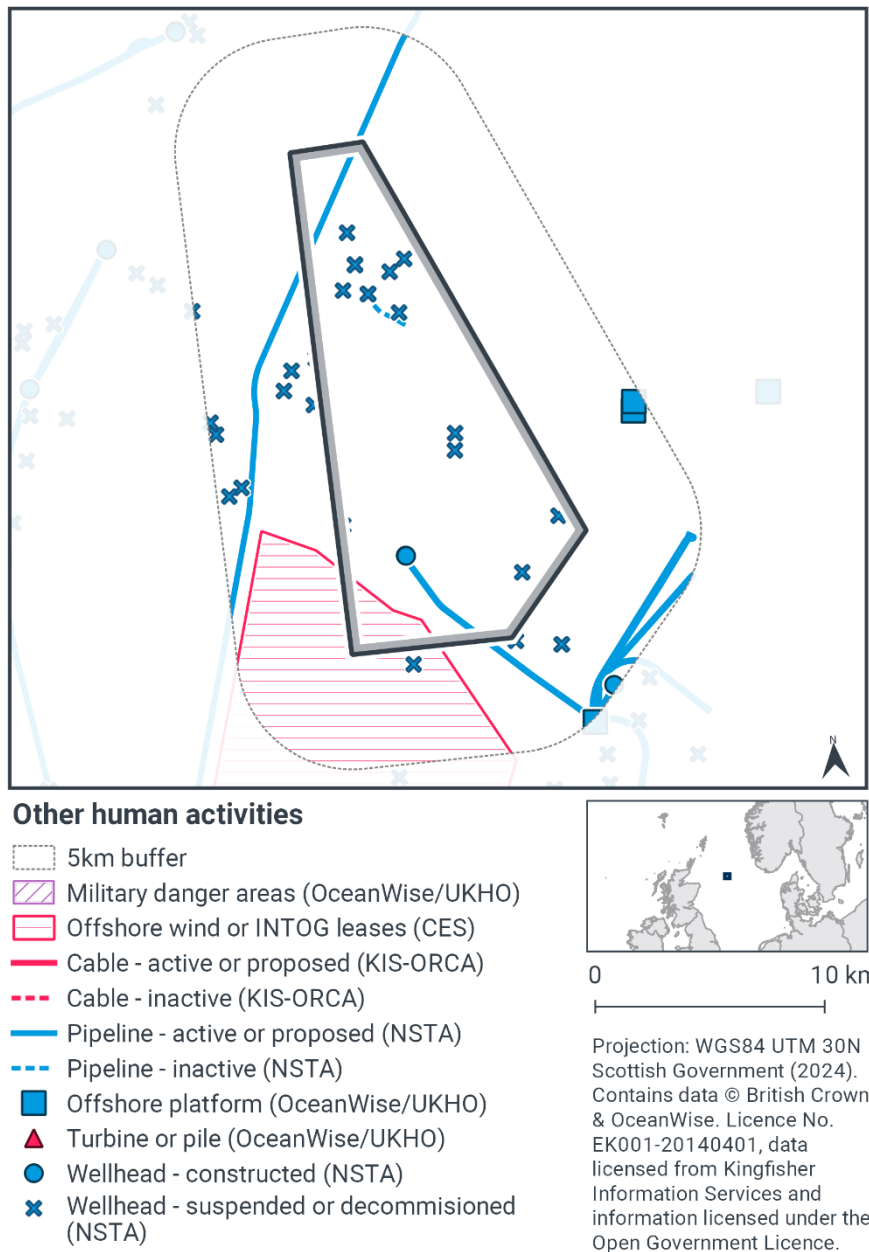 N
Other human activities
5km buffer
Military danger areas (OceanWise/UKHO)
Offshore wind or INTOG leases (CES)
Cable - active or proposed (KIS-ORCA)
Cable - inactive (KIS-ORCA)
Pipeline - active or proposed (NSTA)
Pipeline - inactive (NSTA)
Offshore platform (OceanWise/UKHO)
Turbine or pile (OceanWise/UKHO)
Wellhead - constructed (NSTA)
Wellhead - suspended or decommisioned
(NSTA)
0 10 km
Projection: WGS84 UTM 30N
Scottish Government (2024).
Contains data © British Crown
& OceanWise. Licence No.
EK001-20140401, data
licensed from Kingfisher
Information Services and
information licensed under the
Open Government Licence.